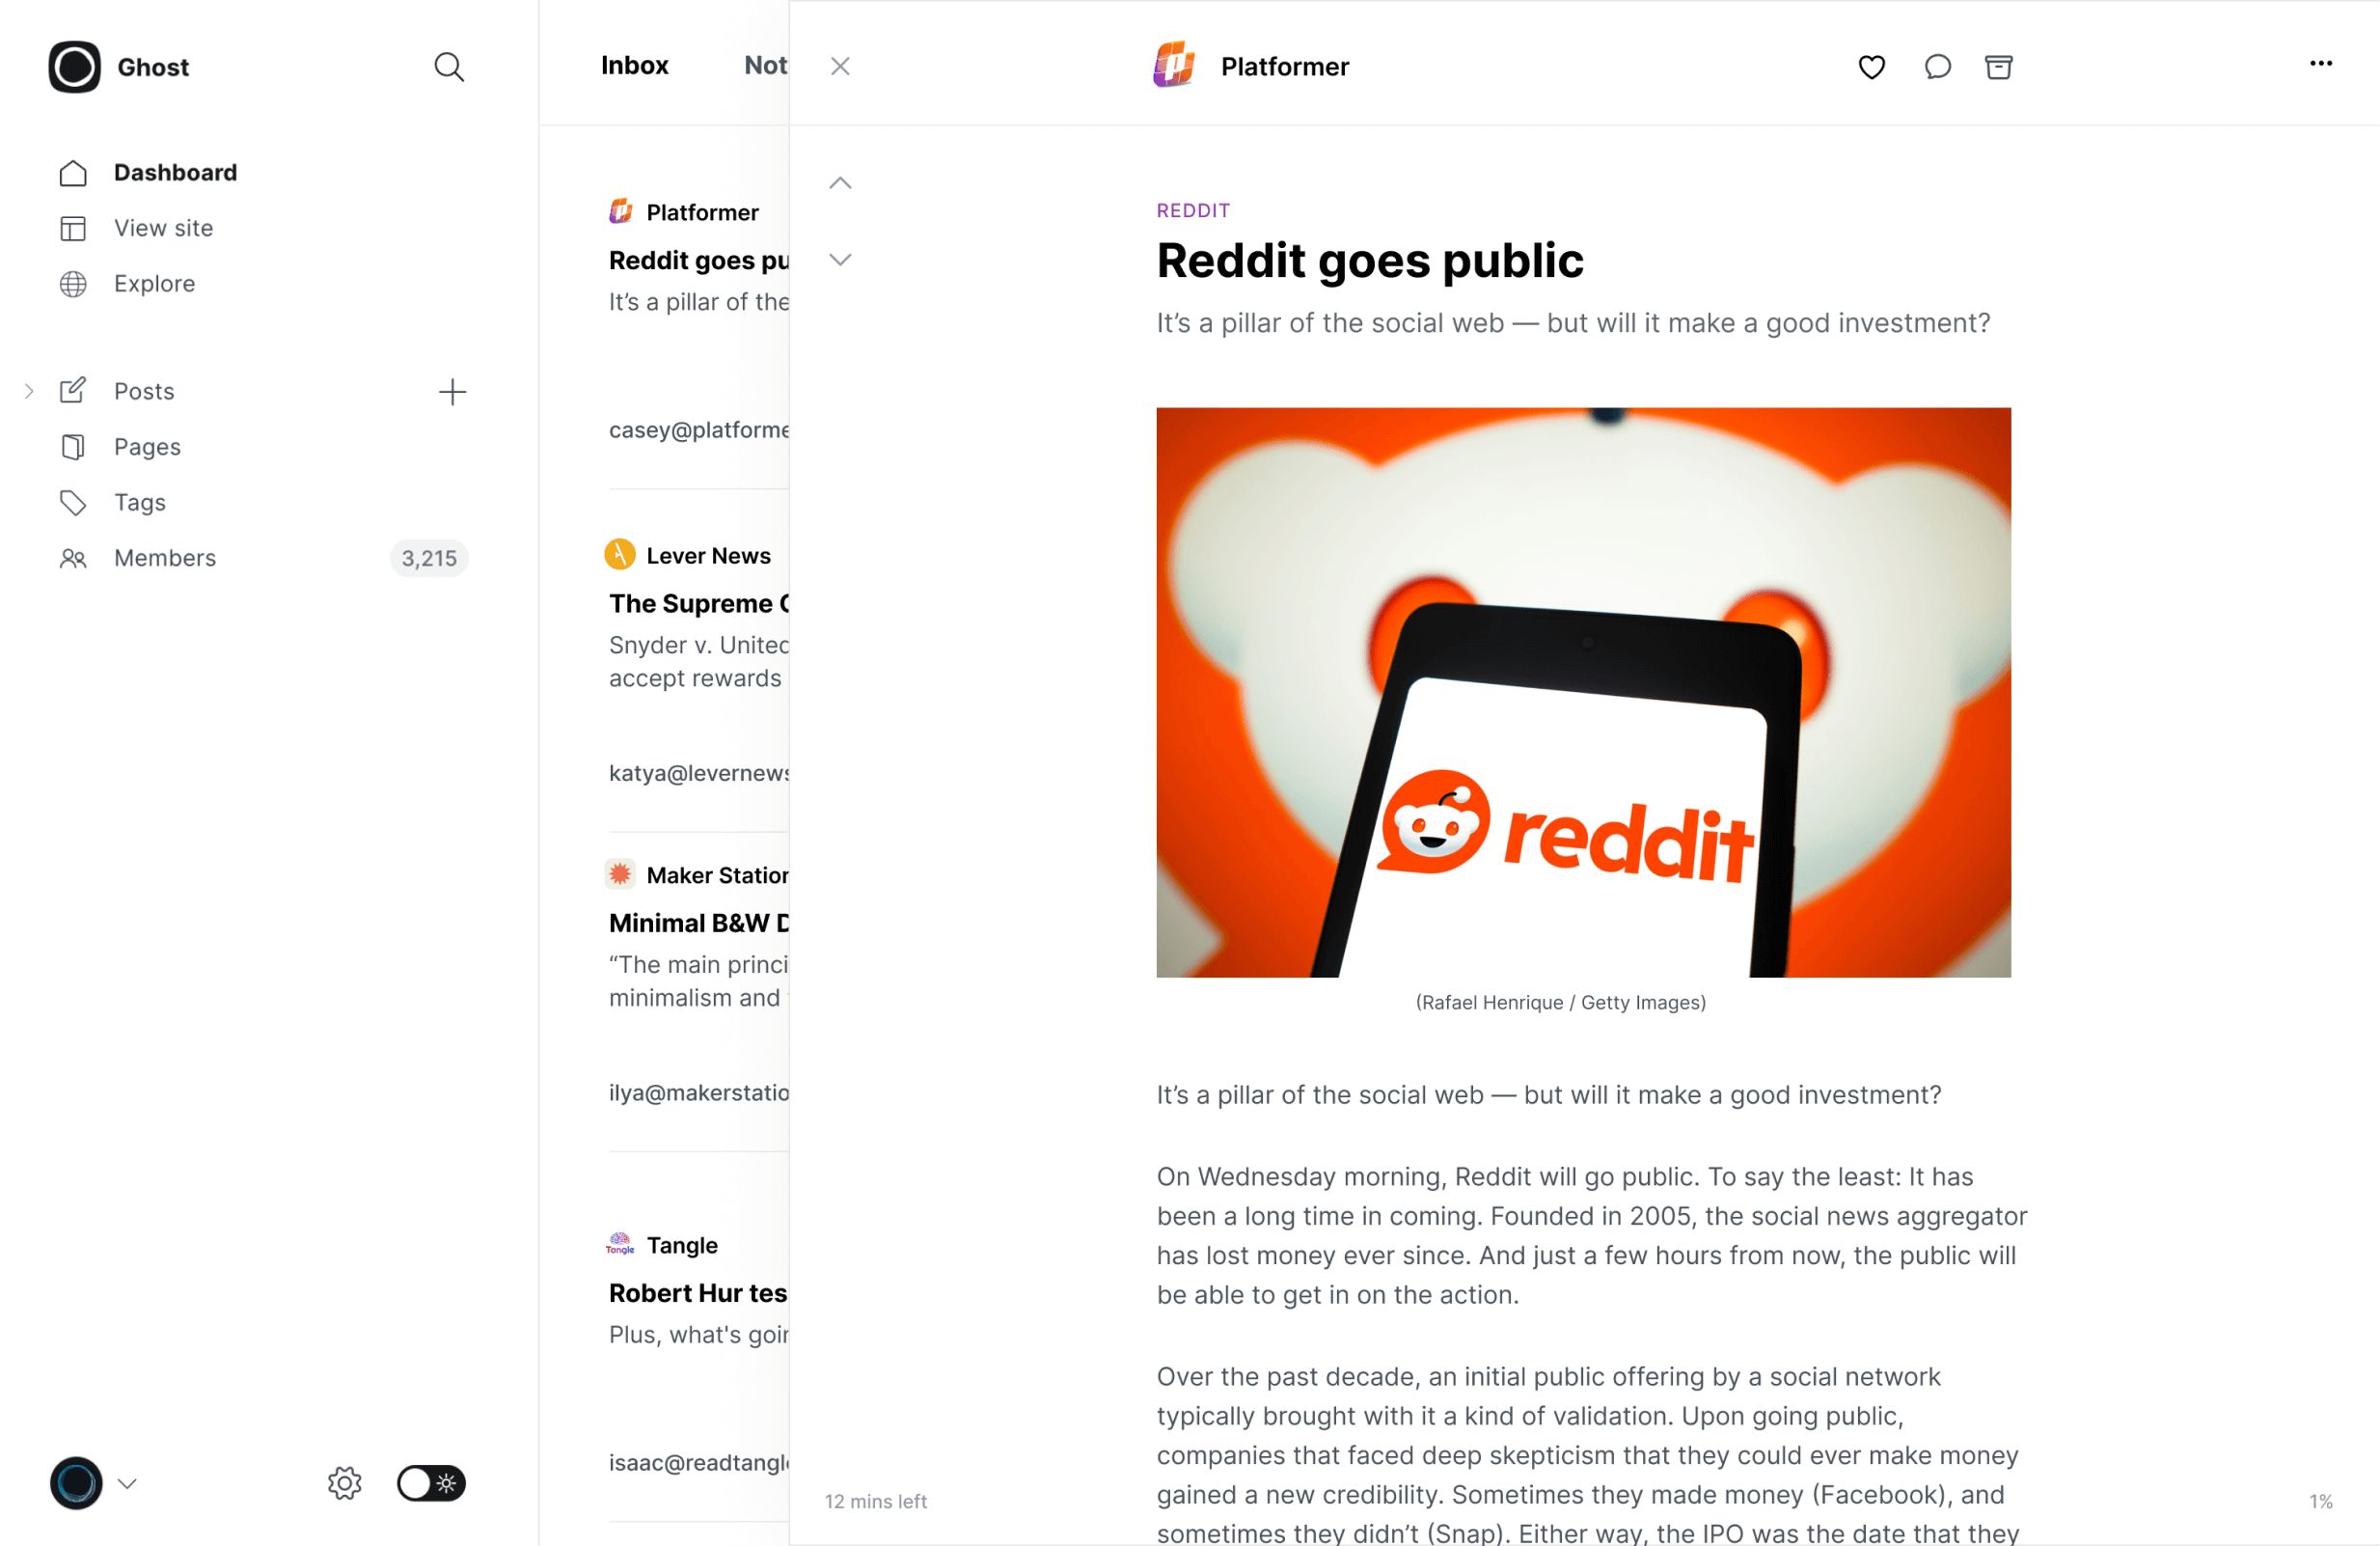 Ghost
Dashboard
View site
Explore
Posts
Pages
Tags
Members 3,215
Inbox Not
Platformer
Reddit goes pu
It’s a pillar of the
casey@platforme
Lever News
The Supreme C
Snyder v. United
accept rewards
katya@levernews
Maker Station
Minimal B&W D
“The main princi
minimalism and
ilya@makerstatio
Tangle
Tangle
Robert Hur tes
Plus, what's goin
isaac@readtangle
Platformer
REDDIT
Reddit goes public
It’s a pillar of the social web — but will it make a good investment?
reddit
(Rafael Henrique / Getty Images)
It’s a pillar of the social web — but will it make a good investment?
On Wednesday morning, Reddit will go public. To say the least: It has
been a long time in coming. Founded in 2005, the social news aggregator
has lost money ever since. And just a few hours from now, the public will
be able to get in on the action.
Over the past decade, an initial public offering by a social network
typically brought with it a kind of validation. Upon going public,
companies that faced deep skepticism that they could ever make money
gained a new credibility. Sometimes they made money (Facebook), and
sometimes they didn’t (Snap). Either way, the IPO was the date that they
12 mins left
1%